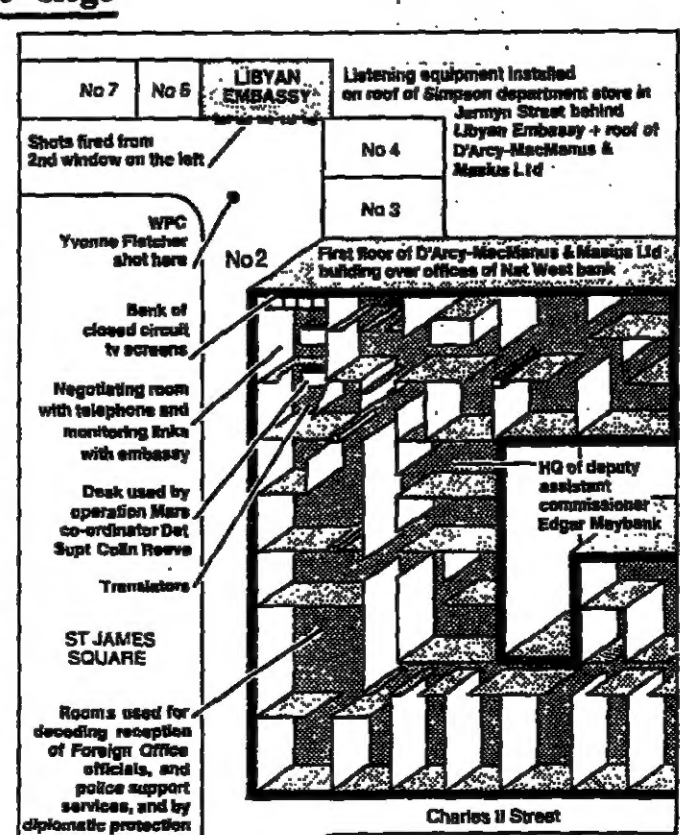 No 7
No 5
LIBYAN
EMBASSY
Listening equipment installed
on roof of Simpson department store in
Jermyn Street behind
Libyan Embassy + roof of
D'Arcy-MacManus &
Masius Ltd
Shots fired from
2nd window on the left
No 4
No 3
WPC
Yvonne Fletcher
shot here
No 2
First floor of D'Arcy-MacManus & Masius Ltd
building over offices of Nat West bank
Bank of
closed circuit
tv screens
Negotiating room
with telephone and
monitoring links
with embassy
HQ of deputy
assistant
commissioner
Edgar Maybank
Desk used by
operation Mars
co-ordinator Det
Supt Colin Reeve
Translators
ST JAMES
SQUARE
Rooms used for
decoding reception
of Foreign Office
officials, and
police support
services, and by
diplomatic protection
Charles II Street